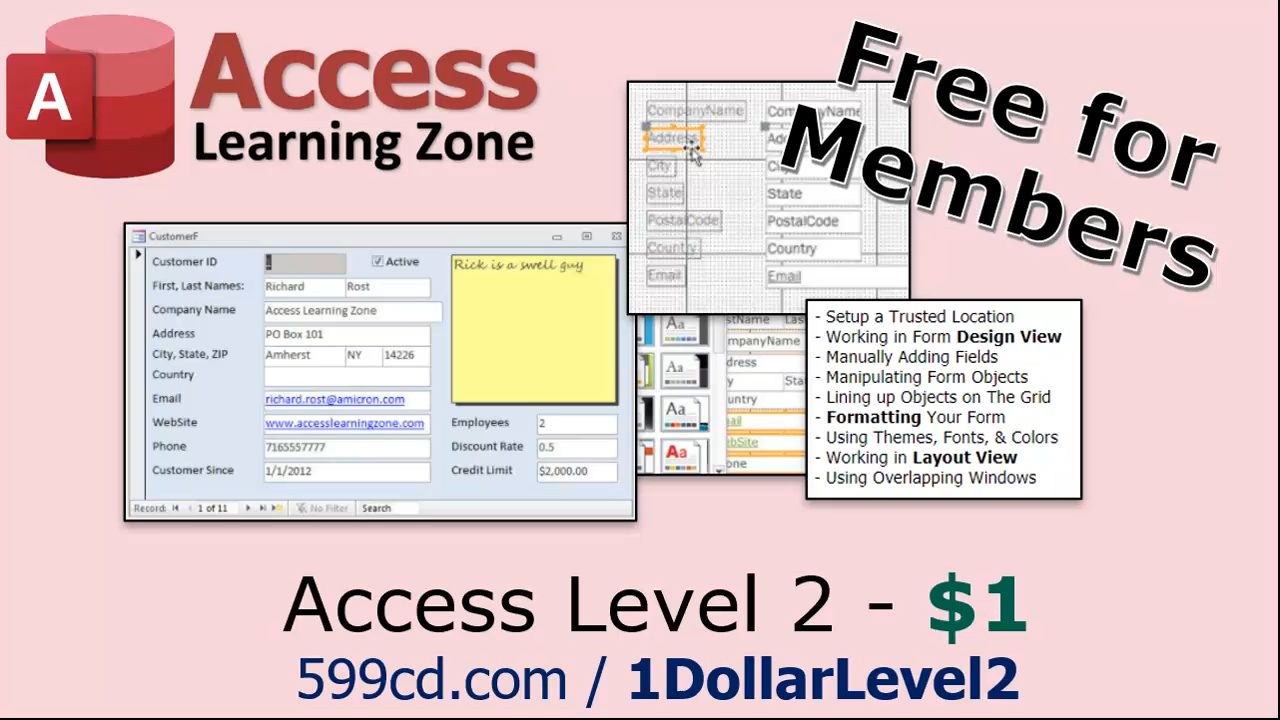 A
Access
Learning Zone
Free for
Members
CompanyName CompanyName
Address
City
State State
PostalCode PostalCode
Country Country
Email Email
CustomerF
Customer ID Active
First, Last Names: Richard Rost
Company Name Access Learning Zone
Address PO Box 101
City, State, ZIP Amherst NY 14226
Country
Email richard.rost@amicron.com
WebSite www.accesslearningzone.com
Phone 7165557777
Customer Since 1/1/2012
Rick is a swell guy
Employees 2
Discount Rate 0.5
Credit Limit $2,000.00
Record: 1 of 11 No Filter Search
Aa
Aa
Aa
Aa
- Setup a Trusted Location
- Working in Form Design View
- Manually Adding Fields
- Manipulating Form Objects
- Lining up Objects on The Grid
- Formatting Your Form
- Using Themes, Fonts, & Colors
- Working in Layout View
- Using Overlapping Windows
Access Level 2 - $1
599cd.com / 1DollarLevel2